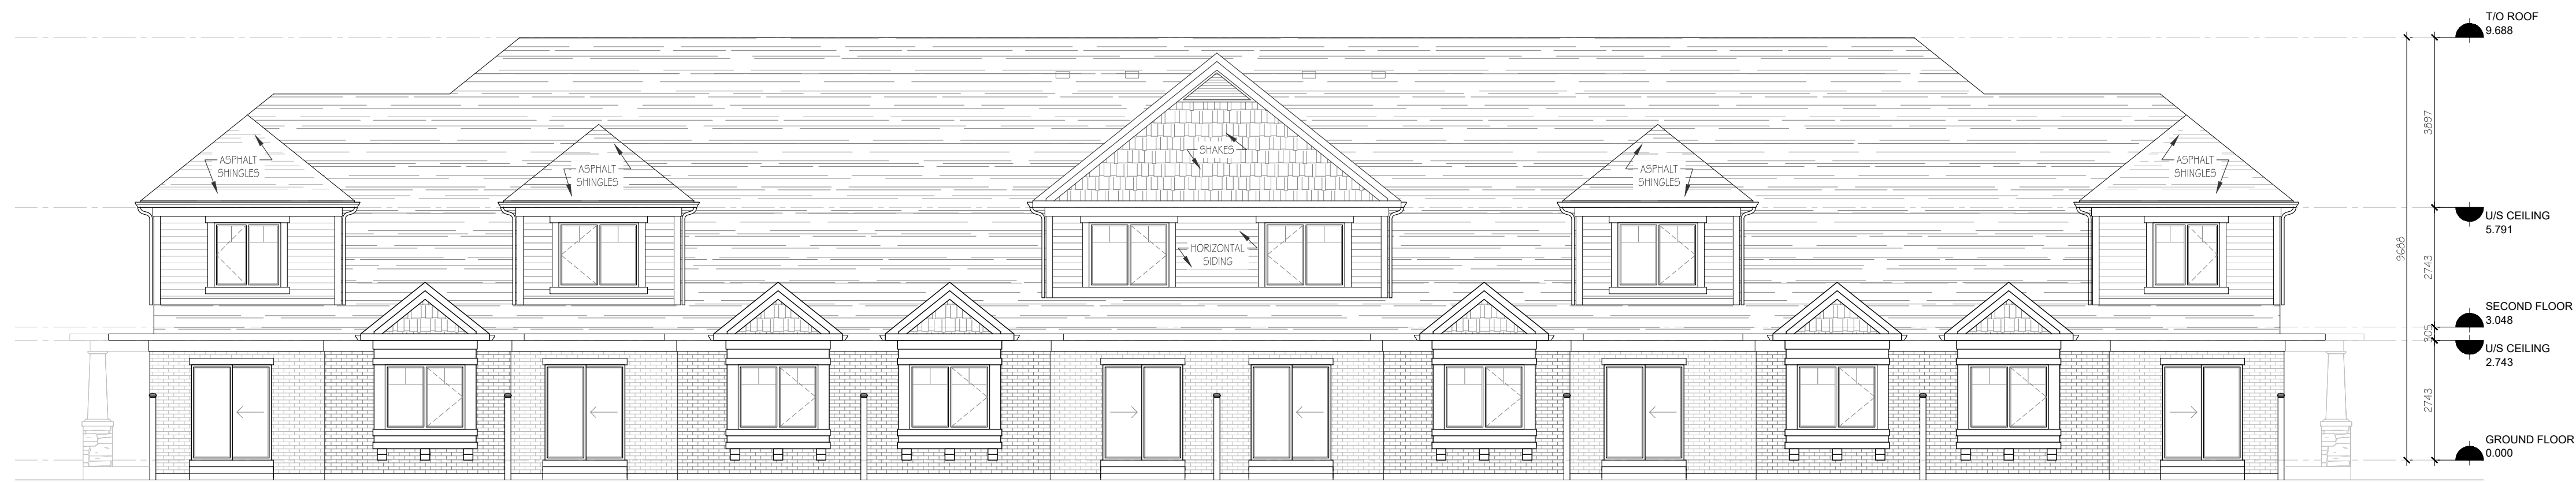 T/O ROOF
9.688
3897
ASPHALT
SHINGLES
ASPHALT
SHINGLES
SHAKES
ASPHALT
SHINGLES
ASPHALT
SHINGLES
U/S CEILING
5.791
HORIZONTAL
SIDING
9688
2743
SECOND FLOOR
3.048
305
U/S CEILING
2.743
2743
GROUND FLOOR
0.000